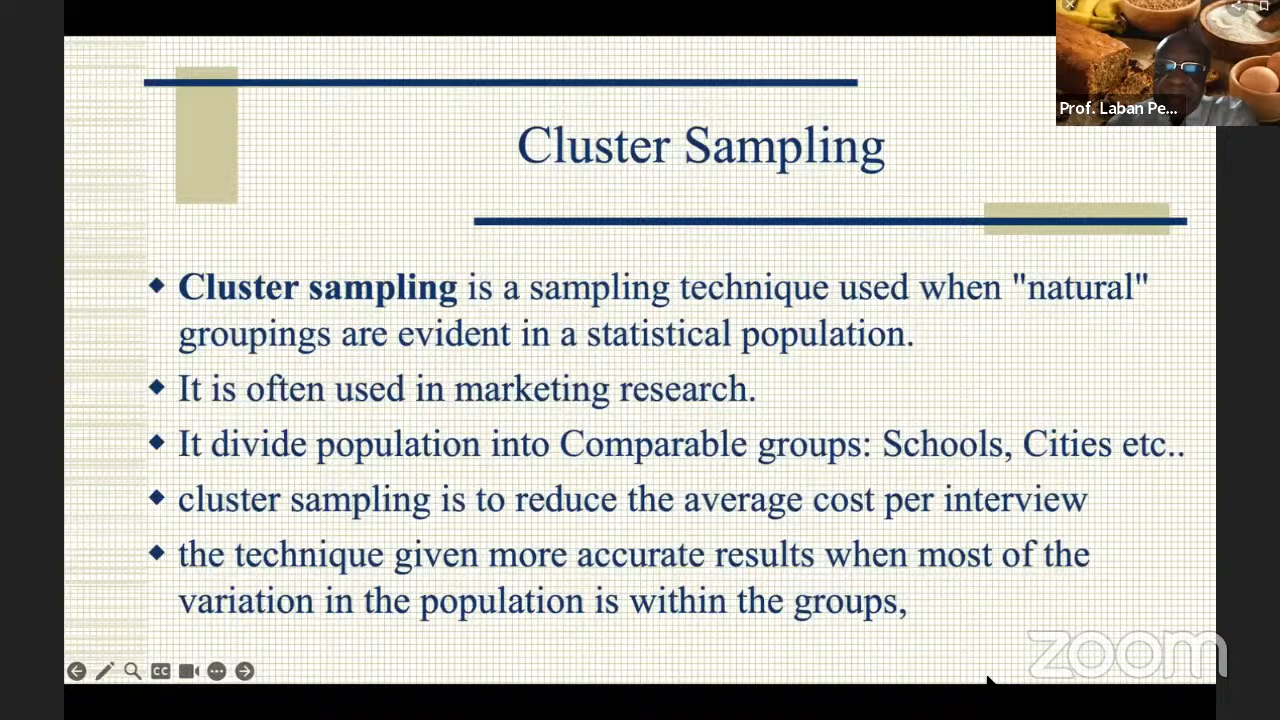 Prof. Laban Pe...
Cluster Sampling
Cluster sampling is a sampling technique used when "natural"
groupings are evident in a statistical population.
It is often used in marketing research.
It divide population into Comparable groups: Schools, Cities etc..
cluster sampling is to reduce the average cost per interview
the technique given more accurate results when most of the
variation in the population is within the groups,
CC
zoom